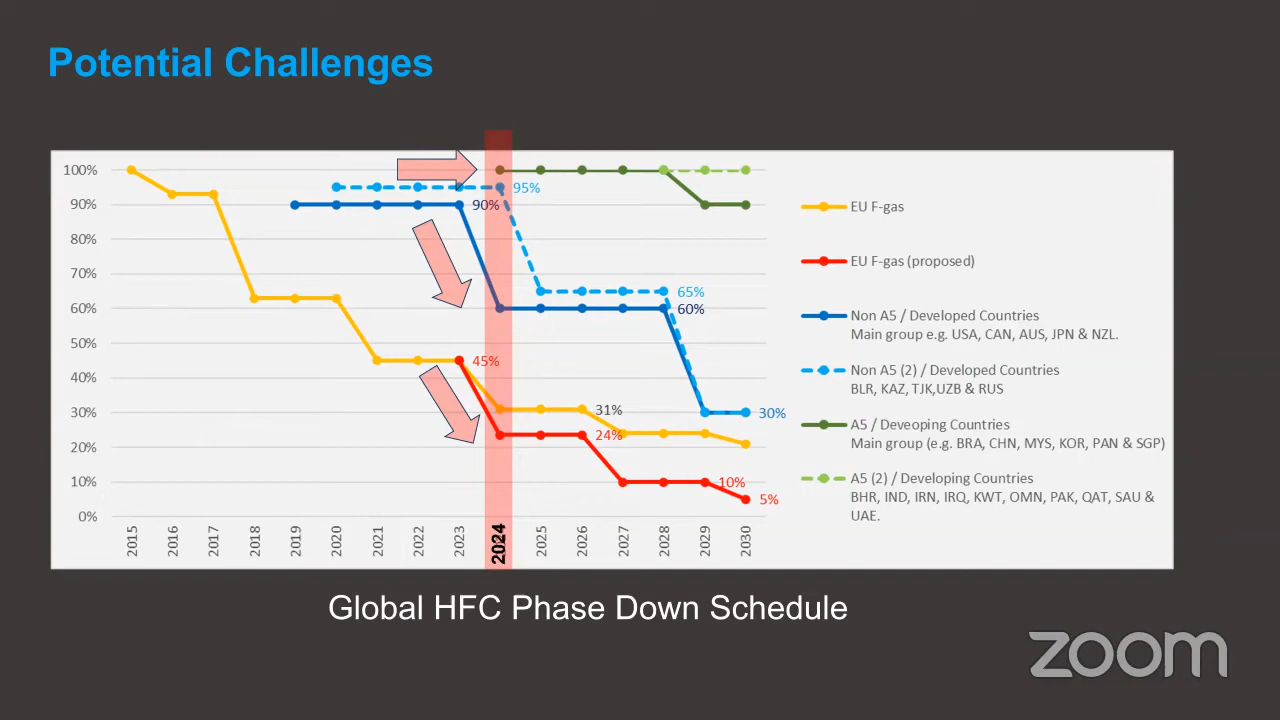 Potential Challenges
100%
90%
80%
70%
60%
50%
40%
30%
20%
10%
0%
95%
90%
65%
60%
45%
31%
24%
30%
10%
5%
2015
2016
2017
2018
2019
2020
2021
2022
2023
2024
2025
2026
2027
2028
2029
2030
EU F-gas
EU F-gas (proposed)
Non A5 / Developed Countries
Main group e.g. USA, CAN, AUS, JPN & NZL.
Non A5 (2) / Developed Countries
BLR, KAZ, TJK,UZB & RUS
A5 / Deveoping Countries
Main group (e.g. BRA, CHN, MYS, KOR, PAN & SGP)
A5 (2) / Developing Countries
BHR, IND, IRN, IRQ, KWT, OMN, PAK, QAT, SAU &
UAE.
Global HFC Phase Down Schedule
zoom